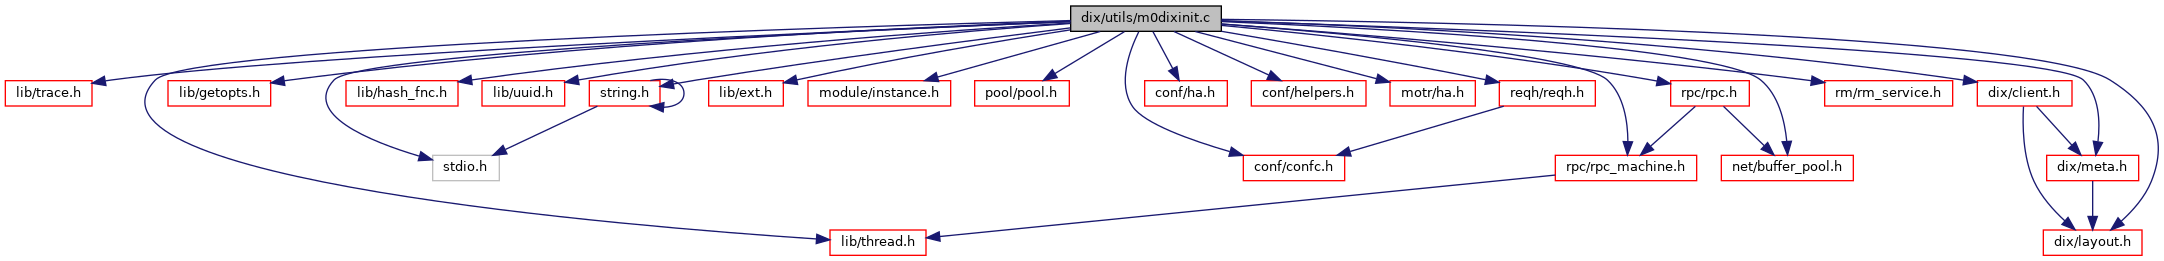 dix/utils/m0dixinit.c
lib/trace.h
lib/getopts.h
lib/hash_fnc.h
lib/uuid.h
string.h
lib/ext.h
module/instance.h
pool/pool.h
conf/ha.h
conf/helpers.h
motr/ha.h
reqh/reqh.h
rpc/rpc.h
rm/rm_service.h
dix/client.h
stdio.h
conf/confc.h
rpc/rpc_machine.h
net/buffer_pool.h
dix/meta.h
lib/thread.h
dix/layout.h